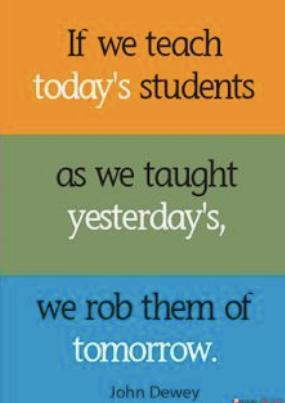 If we teach
today's students
as we taught
yesterday's,
we rob them of
tomorrow.
John Dewey